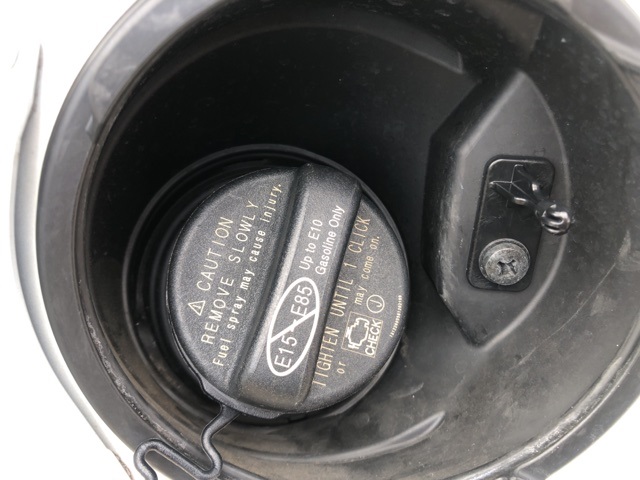 ⚠ CAUTION
REMOVE SLOWLY
Fuel spray may cause injury.
E15-E85
Up to E10
Gasoline Only
TIGHTEN UNTIL 1 CLICK
or CHECK may come on.